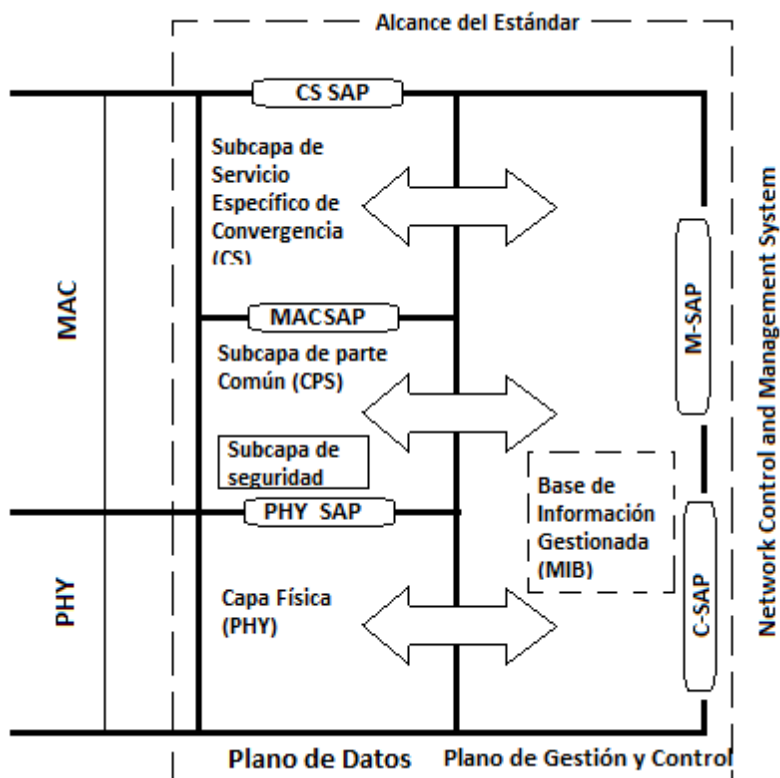 Alcance del Estándar
CS SAP
Subcapa de
Servicio
Específico de
Convergencia
(CS)
MAC
MACSAP
Subcapa de parte
Común (CPS)
Subcapa de
seguridad
PHY SAP
PHY
Capa Física
(PHY)
Base de
Información
Gestionada
(MIB)
M-SAP
C-SAP
Network Control and Management System
Plano de Datos
Plano de Gestión y Control